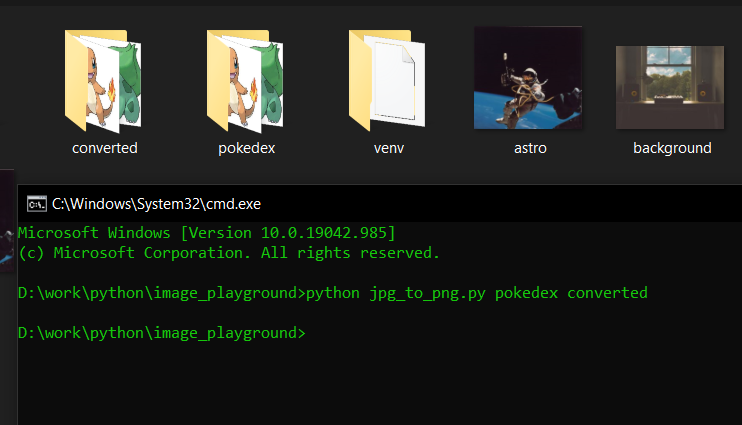 converted
pokedex
venv
astro
background
C:\Windows\System32\cmd.exe
Microsoft Windows [Version 10.0.19042.985]
(c) Microsoft Corporation. All rights reserved.
D:\work\python\image_playground>python jpg_to_png.py pokedex converted
D:\work\python\image_playground>